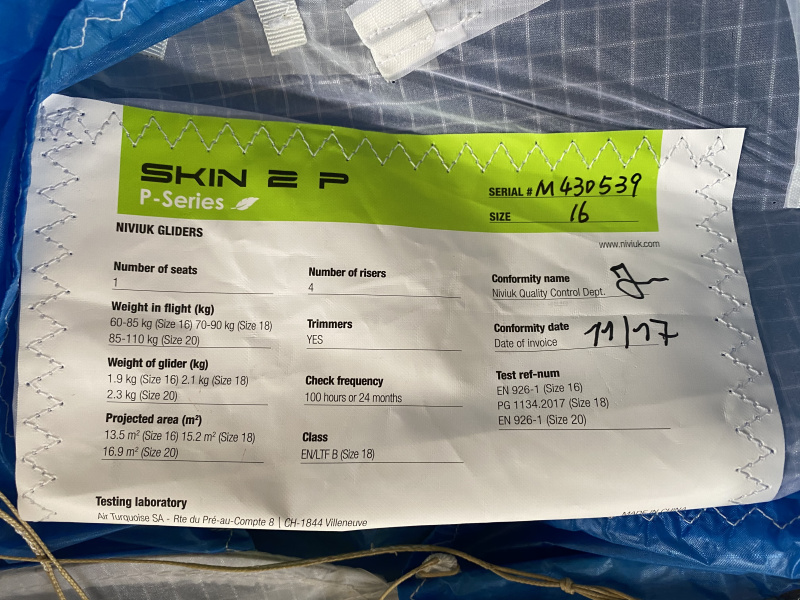 SKIN 2 P
P-Series
SERIAL # M430539
SIZE 16
NIVIUK GLIDERS
www.niviuk.com
Number of seats
1
Weight in flight (kg)
60-85 kg (Size 16) 70-90 kg (Size 18)
85-110 kg (Size 20)
Weight of glider (kg)
1.9 kg (Size 16) 2.1 kg (Size 18)
2.3 kg (Size 20)
Projected area (m²)
13.5 m² (Size 16) 15.2 m² (Size 18)
16.9 m² (Size 20)
Number of risers
4
Trimmers
YES
Check frequency
100 hours or 24 months
Class
EN/LTF B (Size 18)
Conformity name
Niviuk Quality Control Dept.
Conformity date
Date of invoice 11/17
Test ref-num
EN 926-1 (Size 16)
PG 1134.2017 (Size 18)
EN 926-1 (Size 20)
Testing laboratory
Air Turquoise SA - Rte du Pré-au-Compte 8 | CH-1844 Villeneuve
MADE IN CHINA